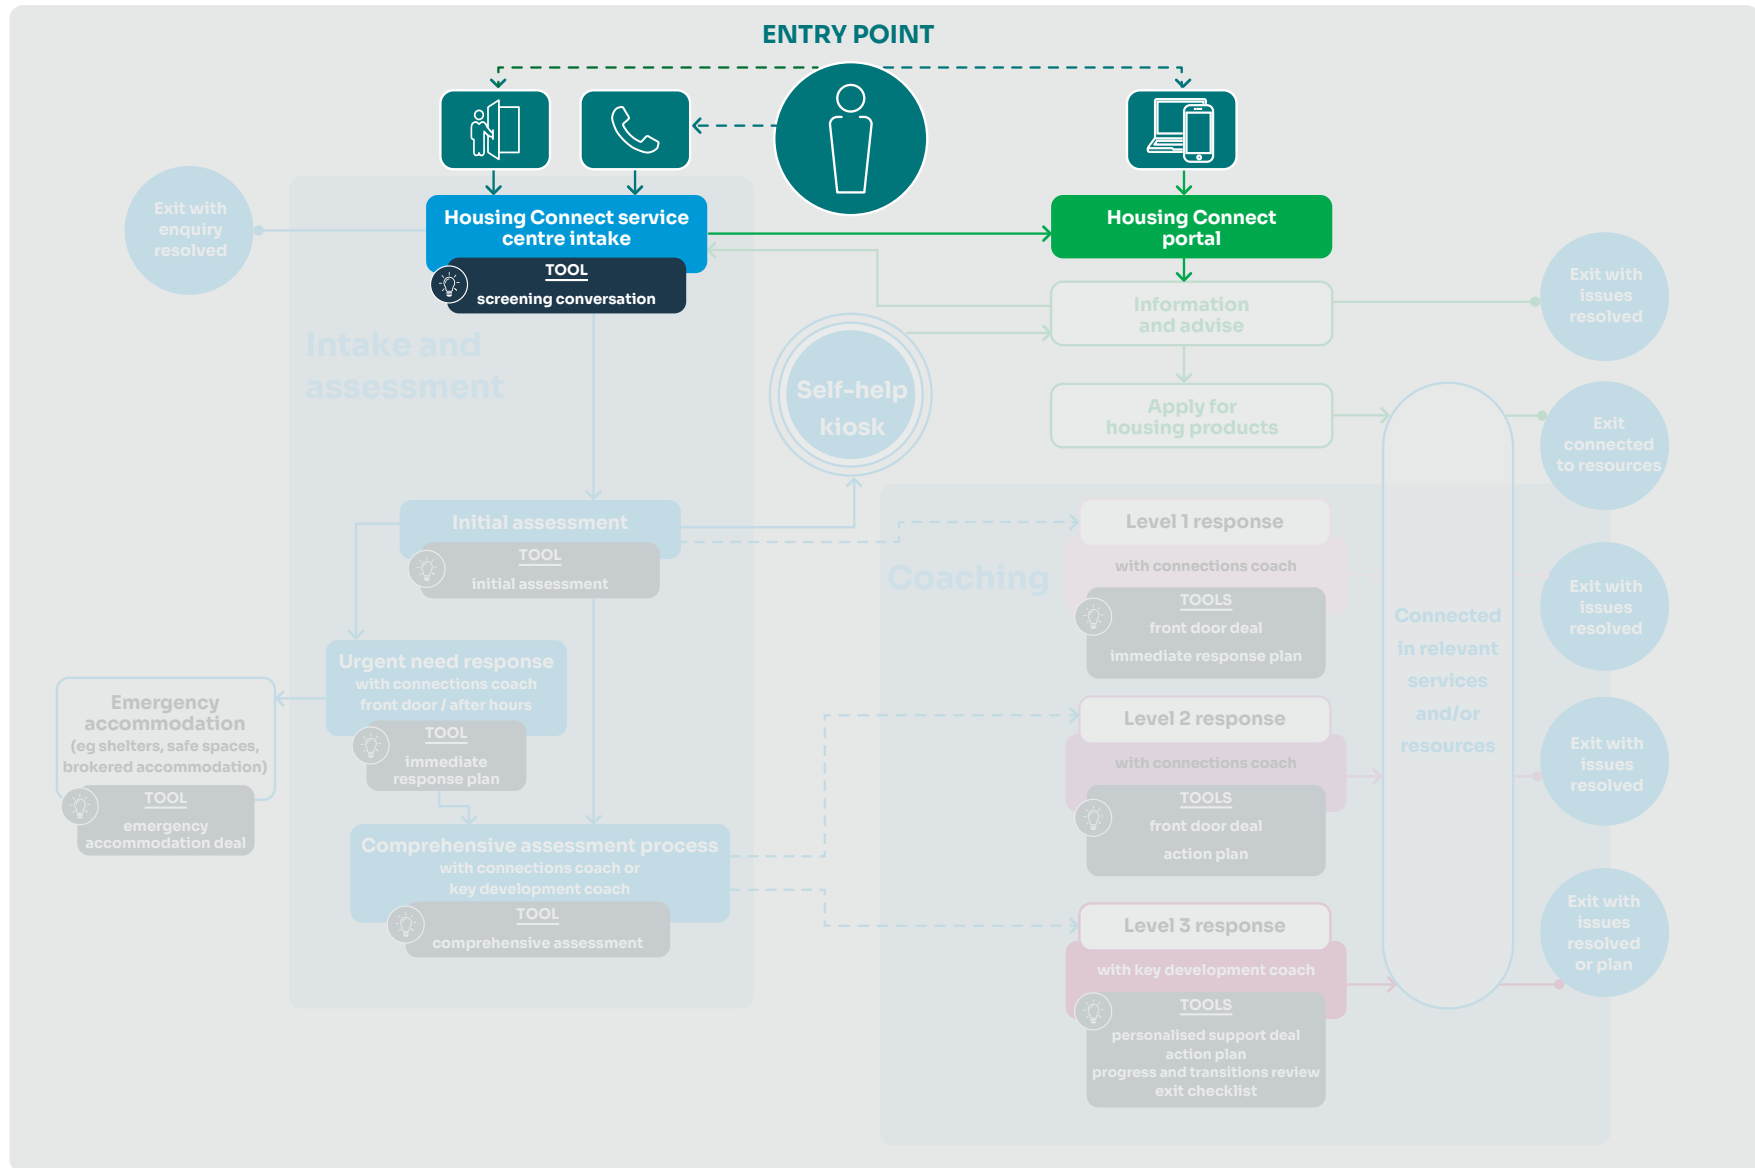 ENTRY POINT
Exit with
enquiry
resolved
Housing Connect service
centre intake
TOOL
screening conversation
Housing Connect
portal
Information
and advise
Exit with
issues
resolved
Intake and
assessment
Self-help
kiosk
Apply for
housing products
Exit
connected
to resources
Initial assessment
TOOL
initial assessment
Urgent need response
with connections coach
front door / after hours
TOOL
immediate
response plan
Emergency
accommodation
(eg shelters, safe spaces,
brokered accommodation)
TOOL
emergency
accommodation deal
Comprehensive assessment process
with connections coach or
key development coach
TOOL
comprehensive assessment
Coaching
Level 1 response
with connections coach
TOOLS
front door deal
immediate response plan
Level 2 response
with connections coach
TOOLS
front door deal
action plan
Level 3 response
with key development coach
TOOLS
personalised support deal
action plan
progress and transitions review
exit checklist
Connected
in relevant
services
and/or
resources
Exit with
issues
resolved
Exit with
issues
resolved
Exit with
issues
resolved
or plan